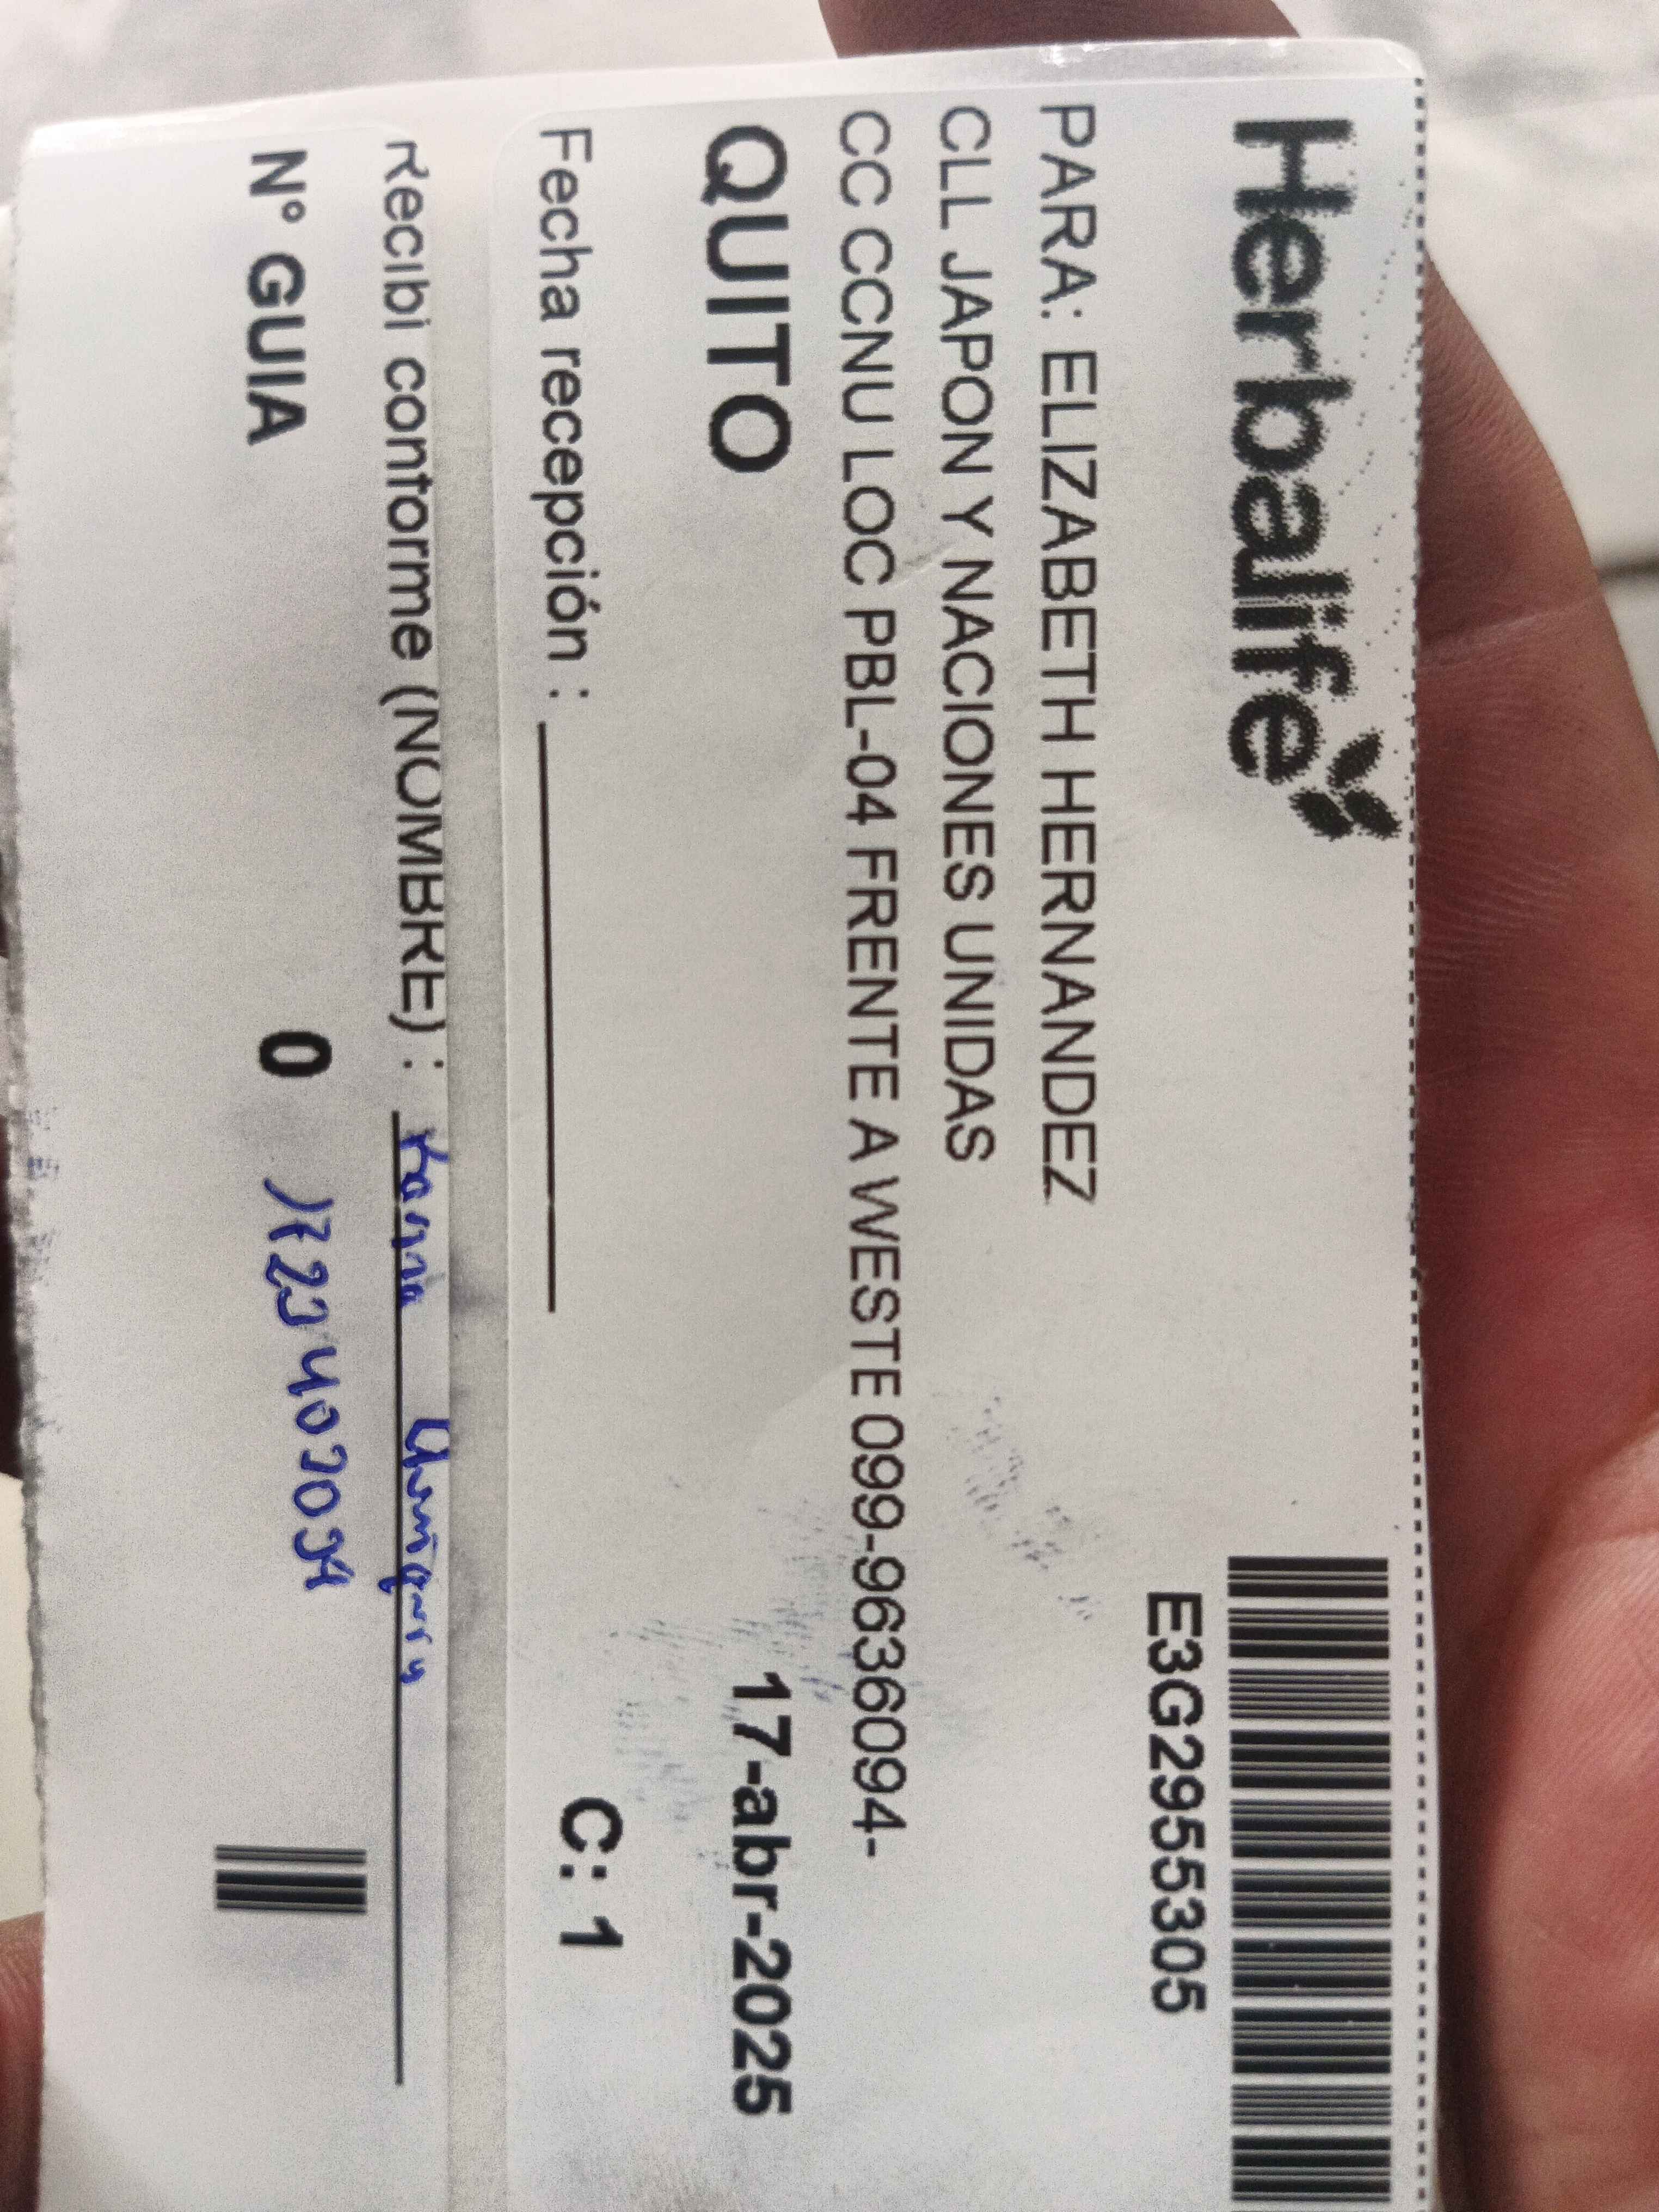 Herbalife
E3G2955305
PARA: ELIZABETH HERNANDEZ
CLL JAPON Y NACIONES UNIDAS
CC CCNU LOC PBL-04 FRENTE A WESTE 099-9636094-
QUITO 17-abr-2025
Fecha recepción : C: 1
Recibi conforme (NOMBRE) :
N° GUIA 0